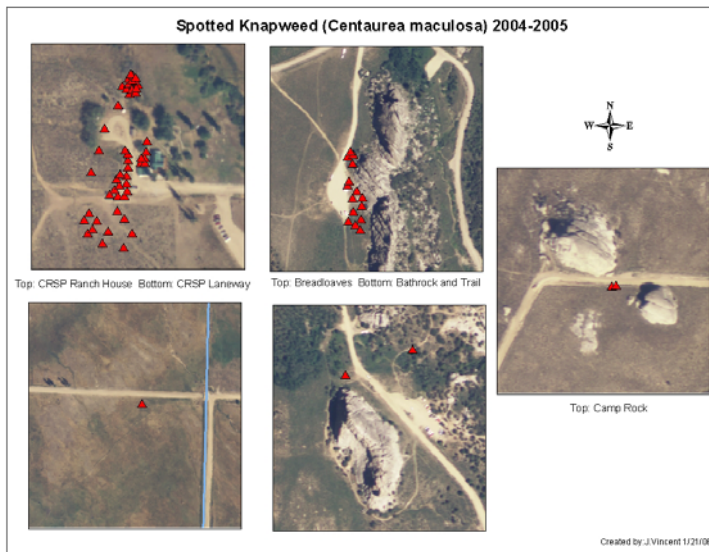 Spotted Knapweed (Centaurea maculosa) 2004-2005
N
W E
S
Top: CRSP Ranch House Bottom: CRSP Laneway
Top: Breadloaves Bottom: Bathrock and Trail
Top: Camp Rock
Created by:J.Vincent 1/21/06